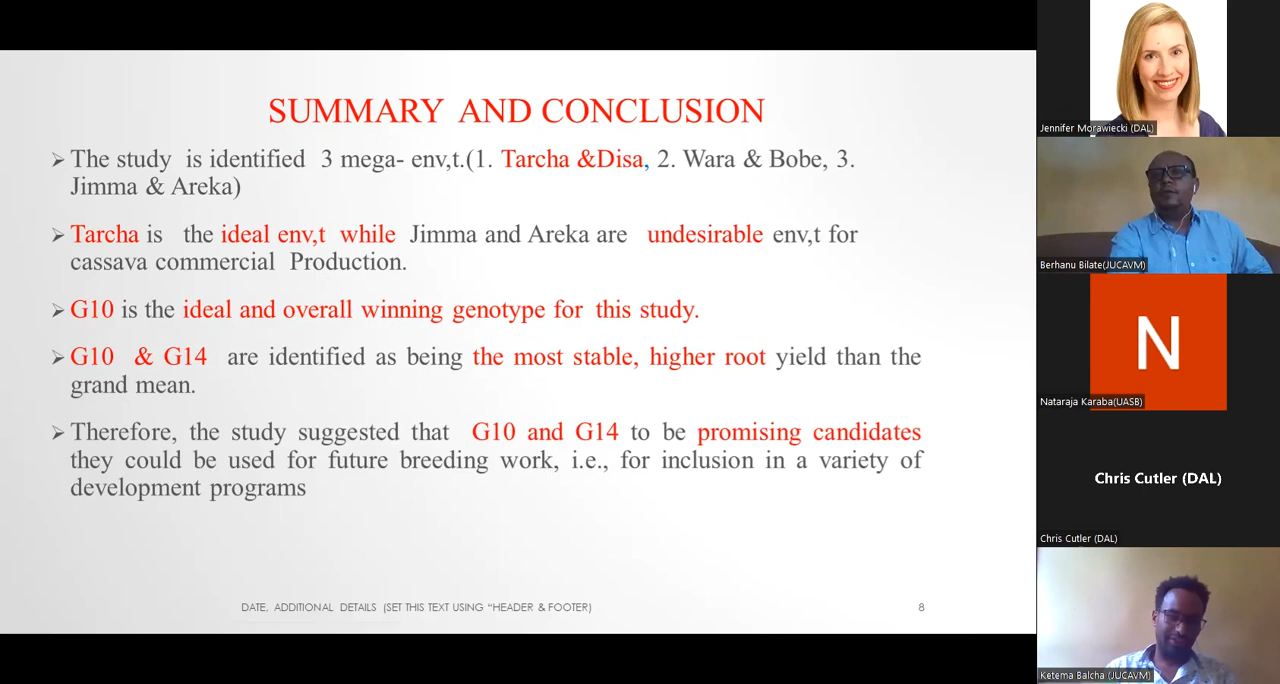 SUMMARY AND CONCLUSION
➢ The study is identified 3 mega- env,t.(1. Tarcha &Disa, 2. Wara & Bobe, 3.
Jimma & Areka)
➢ Tarcha is the ideal env,t while Jimma and Areka are undesirable env,t for
cassava commercial Production.
➢ G10 is the ideal and overall winning genotype for this study.
➢ G10 & G14 are identified as being the most stable, higher root yield than the
grand mean.
➢ Therefore, the study suggested that G10 and G14 to be promising candidates
they could be used for future breeding work, i.e., for inclusion in a variety of
development programs
DATE, ADDITIONAL DETAILS (SET THIS TEXT USING “HEADER & FOOTER)
8
Jennifer Morawiecki (DAL)
Berhanu Bilate(JUCAVM)
N
Nataraja Karaba(UASB)
Chris Cutler (DAL)
Chris Cutler (DAL)
Ketema Balcha (JUCAVM)